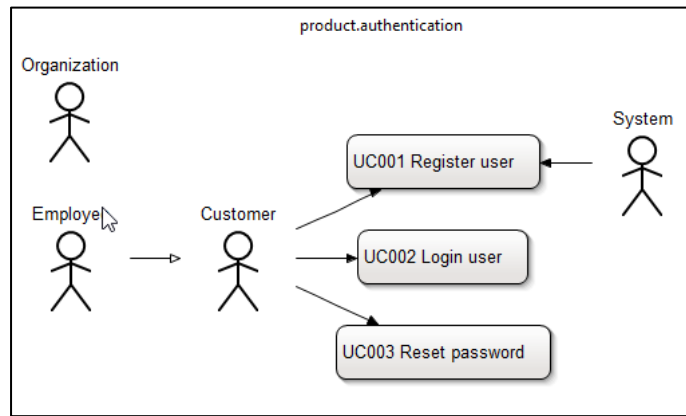 product.authentication
Organization
System
UC001 Register user
Employe
Customer
UC002 Login user
UC003 Reset password